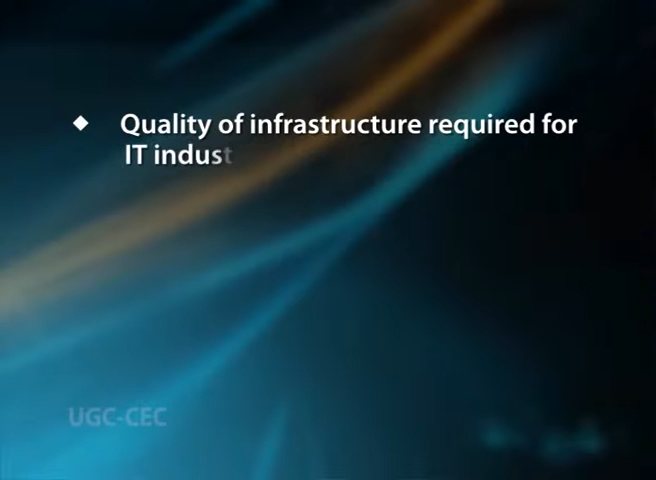 ◆ Quality of infrastructure required for
IT indust
UGC-CEC